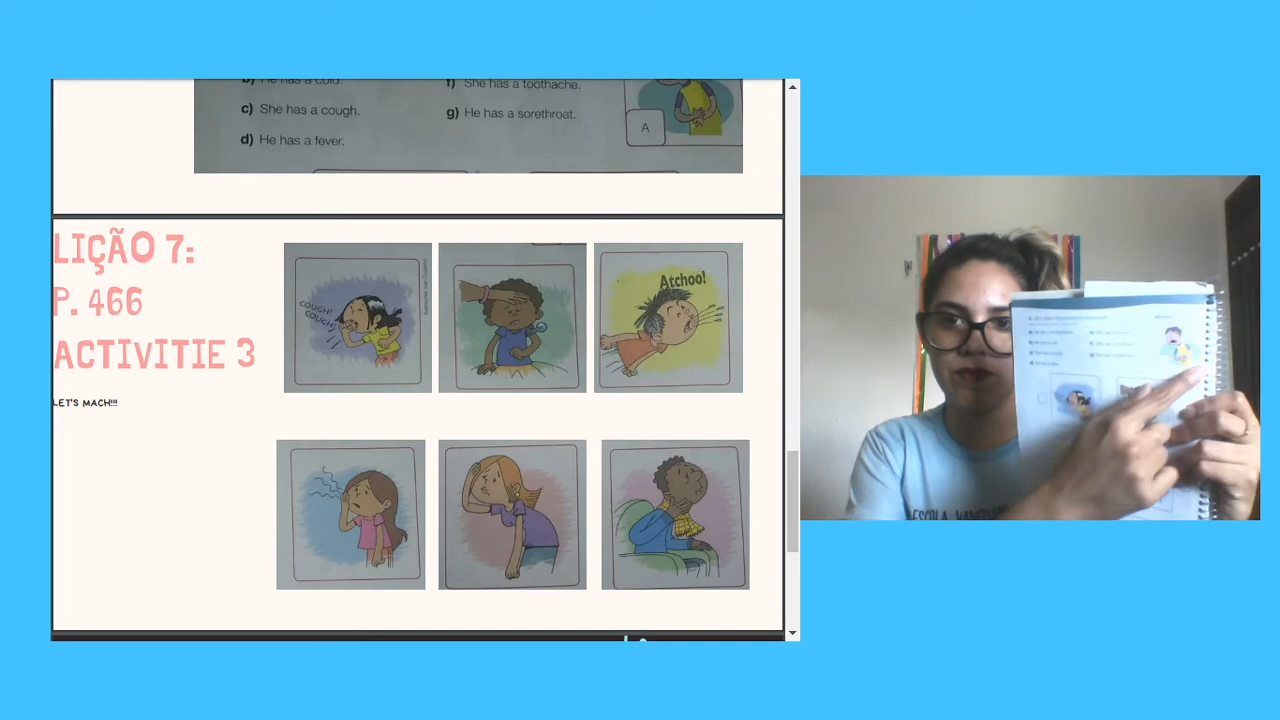 b) He has a cold.
f) She has a toothache.
c) She has a cough.
g) He has a sorethroat.
d) He has a fever.
A
LIÇÃO 7:
P. 466
ACTIVITIE 3
LET'S MACH!!!
COUGH!
COUGH!
Atchoo!